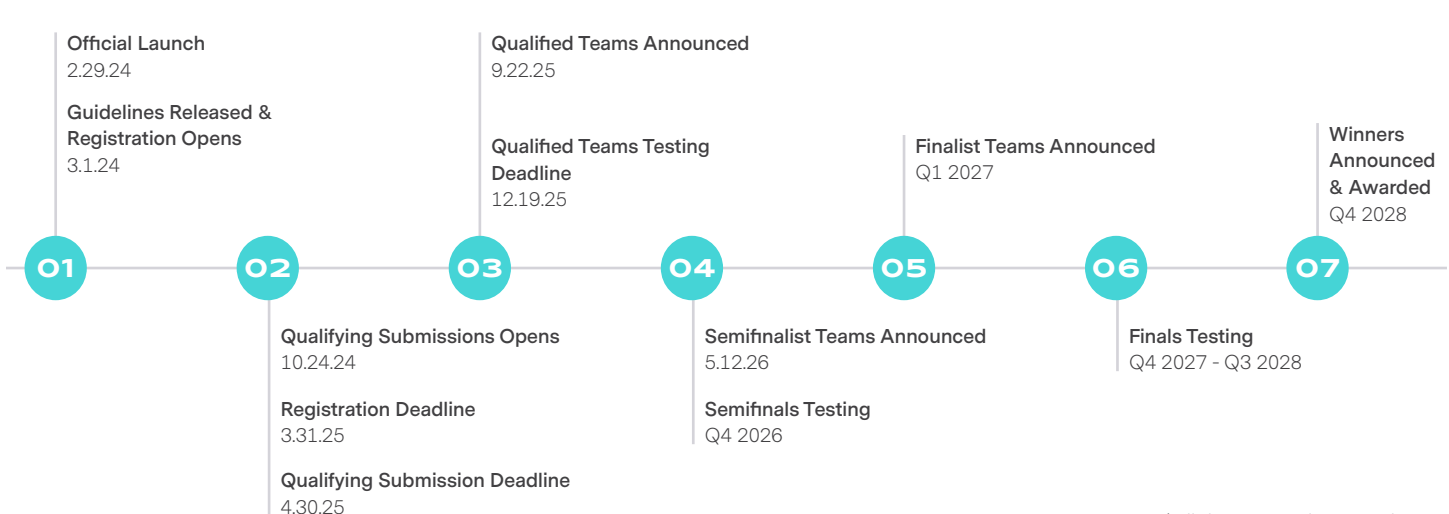 Official Launch
2.29.24
Guidelines Released &
Registration Opens
3.1.24
Qualified Teams Announced
9.22.25
Qualified Teams Testing
Deadline
12.19.25
Finalist Teams Announced
Q1 2027
Winners
Announced
& Awarded
Q4 2028
01
02
03
04
05
06
07
Qualifying Submissions Opens
10.24.24
Registration Deadline
3.31.25
Qualifying Submission Deadline
4.30.25
Semifinalist Teams Announced
5.12.26
Semifinals Testing
Q4 2026
Finals Testing
Q4 2027 - Q3 2028